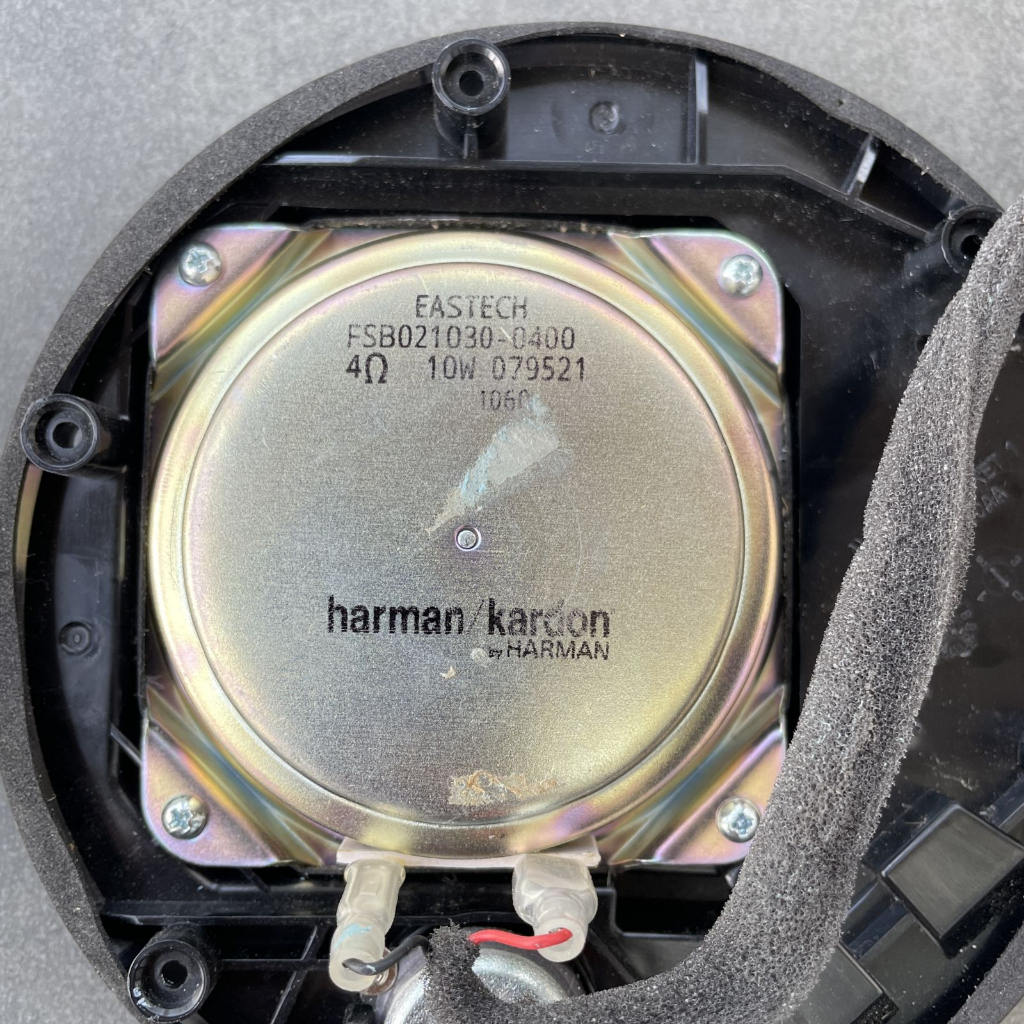 EASTECH
FSB021030-0400
4Ω 10W 079521
1060
harman/kardon
by HARMAN